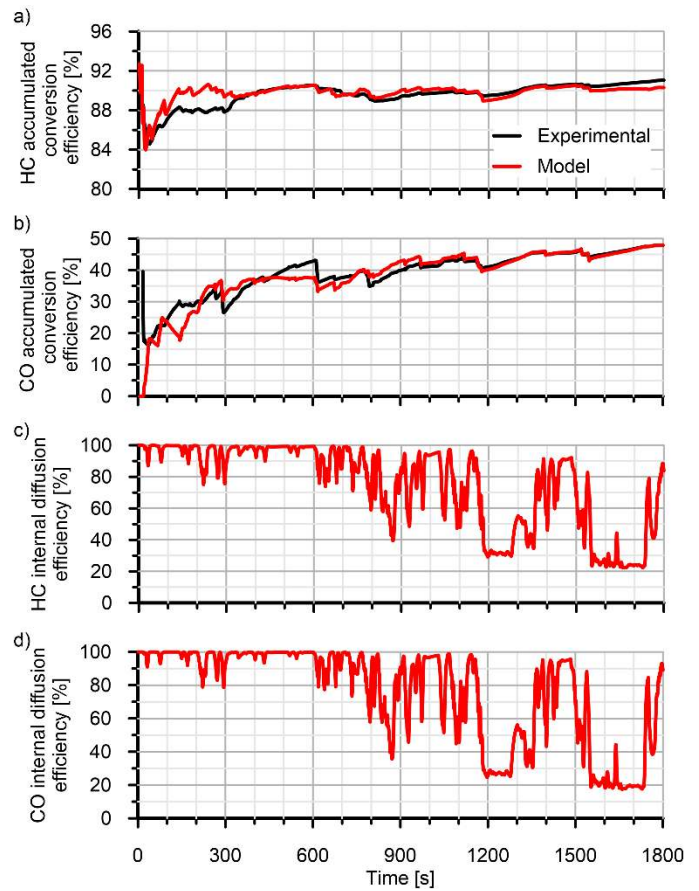 a)
HC accumulated
conversion
efficiency [%]
96
92
88
84
80
Experimental
Model
b)
CO accumulated
conversion
efficiency [%]
50
40
30
20
10
0
c)
HC internal diffusion
efficiency [%]
100
80
60
40
20
0
d)
CO internal diffusion
efficiency [%]
100
80
60
40
20
0
0 300 600 900 1200 1500 1800
Time [s]